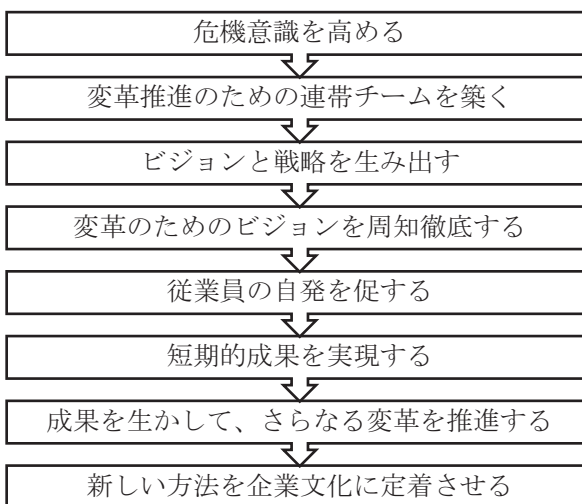 危機意識を高める
変革推進のための連帯チームを築く
ビジョンと戦略を生み出す
変革のためのビジョンを周知徹底する
従業員の自発を促する
短期的成果を実現する
成果を生かして、さらなる変革を推進する
新しい方法を企業文化に定着させる